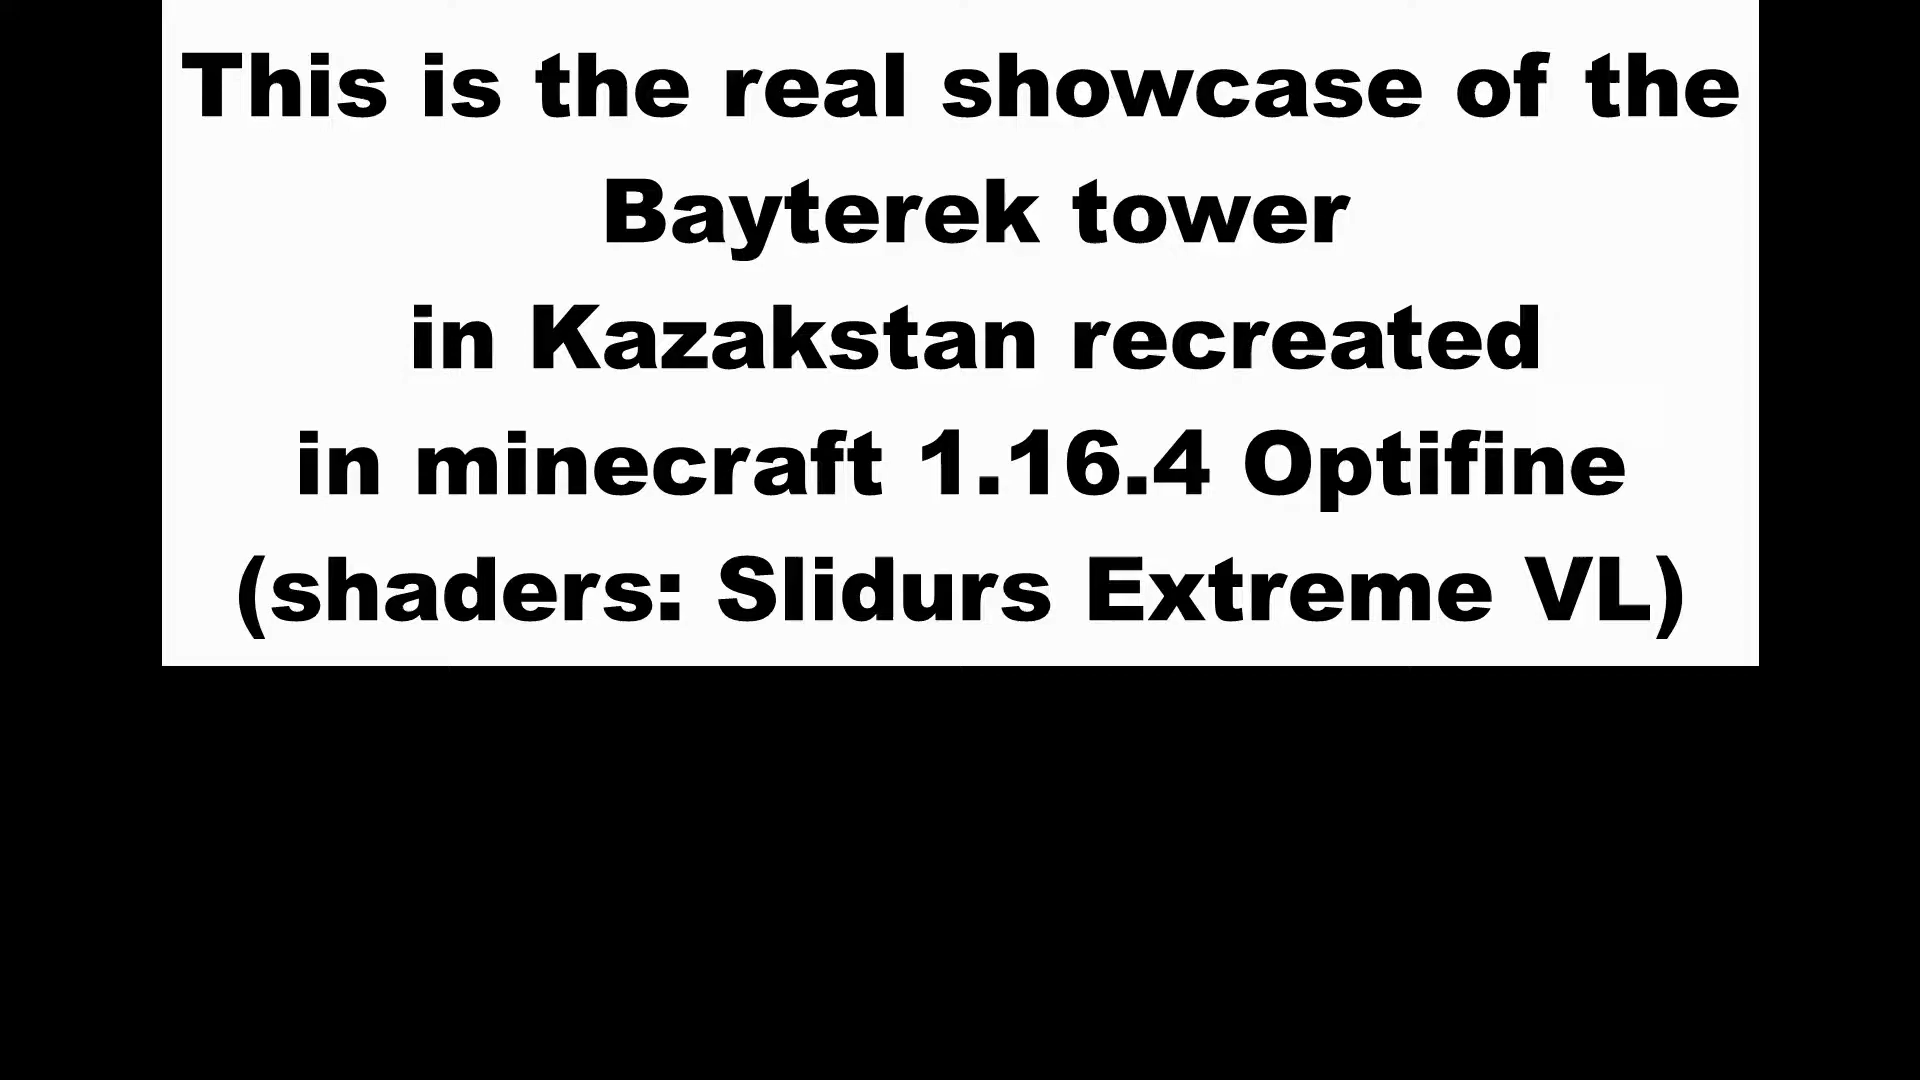 This is the real showcase of the
Bayterek tower
in Kazakstan recreated
in minecraft 1.16.4 Optifine
(shaders: Slidurs Extreme VL)